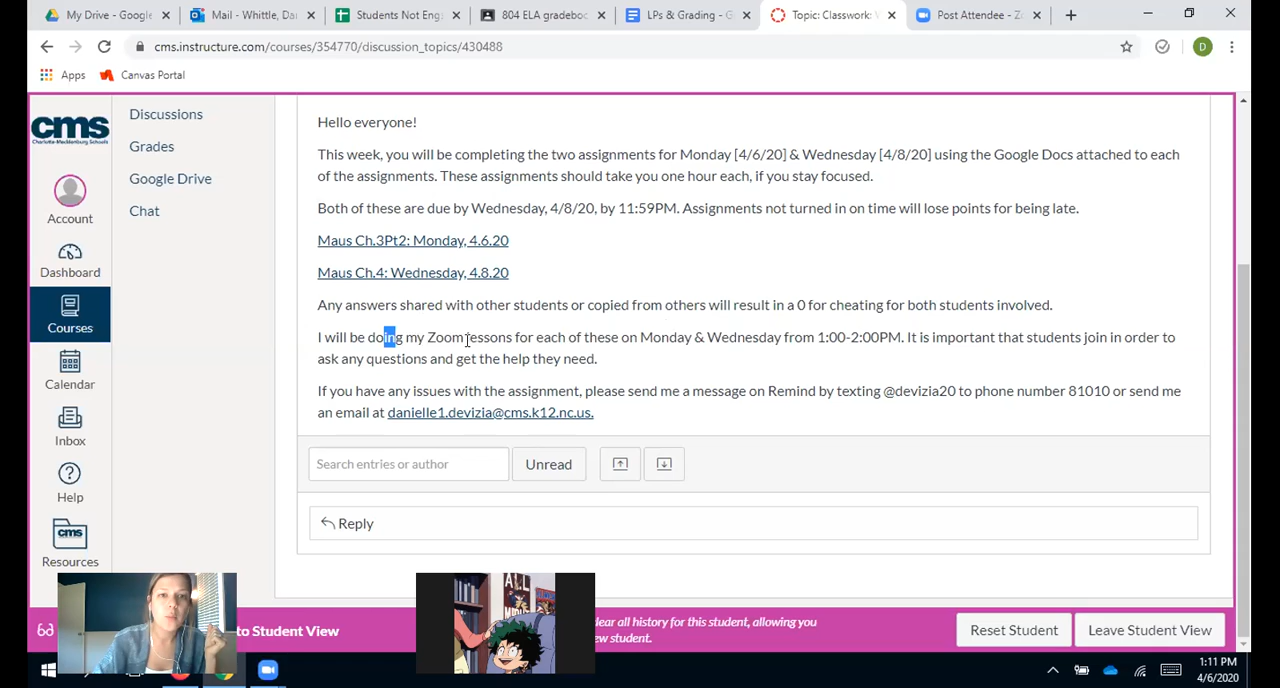 My Drive - Google
Mail - Whittle, Da
Students Not Eng
804 ELA gradeboo
LPs & Grading - G
Topic: Classwork: W
Post Attendee - Zo
cms.instructure.com/courses/354770/discussion_topics/430488
D
Apps
Canvas Portal
cms
Charlotte-Mecklenburg Schools
Account
Dashboard
Courses
Calendar
Inbox
Help
cms
Resources
Discussions
Grades
Google Drive
Chat
Hello everyone!
This week, you will be completing the two assignments for Monday [4/6/20] & Wednesday [4/8/20] using the Google Docs attached to each
of the assignments. These assignments should take you one hour each, if you stay focused.
Both of these are due by Wednesday, 4/8/20, by 11:59PM. Assignments not turned in on time will lose points for being late.
Maus Ch.3Pt2: Monday, 4.6.20
Maus Ch.4: Wednesday, 4.8.20
Any answers shared with other students or copied from others will result in a 0 for cheating for both students involved.
I will be doing my Zoom lessons for each of these on Monday & Wednesday from 1:00-2:00PM. It is important that students join in order to
ask any questions and get the help they need.
If you have any issues with the assignment, please send me a message on Remind by texting @devizia20 to phone number 81010 or send me
an email at danielle1.devizia@cms.k12.nc.us.
Search entries or author
Unread
Reply
to Student View
lear all history for this student, allowing you
ew student.
Reset Student
Leave Student View
1:11 PM
4/6/2020